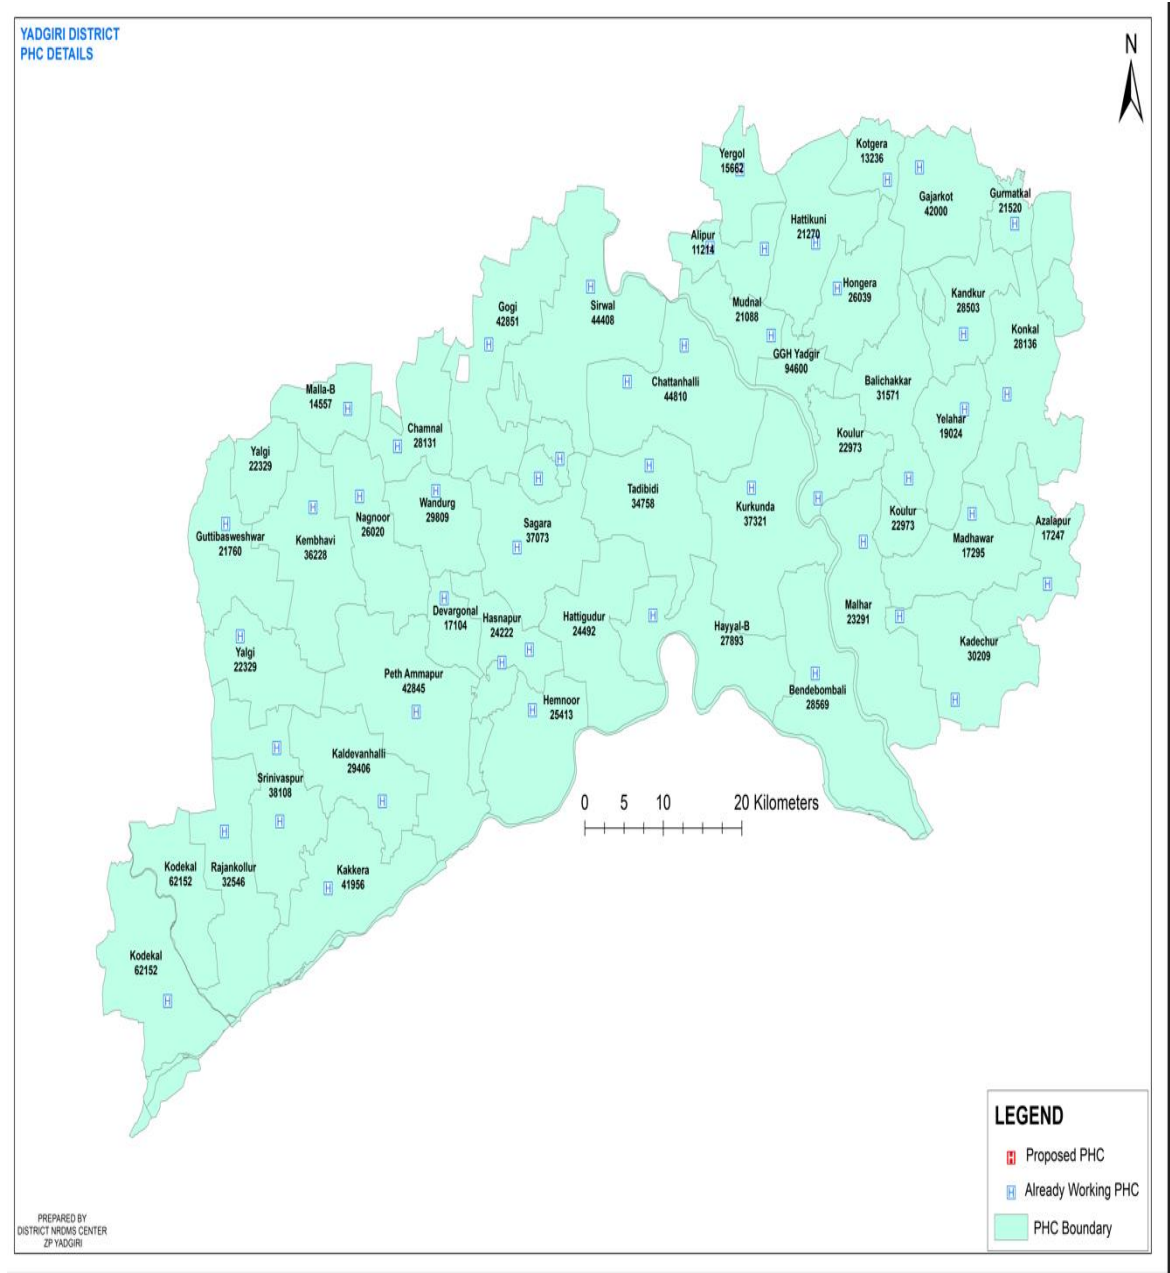 YADGIRI DISTRICT
PHC DETAILS
N
Yergol
15662
Kotgera
13236
Gajarkot
42000
Gurmatkal
21520
Alipur
11214
Hattikuni
21270
Hongera
26039
Mudnal
21088
Kandkur
28503
Konkal
28136
Gogi
42851
Sirwal
44408
GGH Yadgir
94600
Chattanhalli
44810
Balichakkar
31571
Malla-B
14557
Yelahar
19024
Chamnal
28131
Koulur
22973
Yalgi
22329
Tadibidi
34758
Kurkunda
37321
Wandurg
29809
Nagnoor
26020
Koulur
22973
Sagara
37073
Azalapur
17247
Guttibasweshwar
21760
Kembhavi
36228
Madhawar
17295
Devargonal
17104
Hasnapur
24222
Hattigudur
24492
Hayyal-B
27893
Malhar
23291
Kadechur
30209
Yalgi
22329
Peth Ammapur
42845
Bendebombali
28569
Hemnoor
25413
Kaldevanhalli
29406
Srinivaspur
38108
0 5 10 20 Kilometers
Kodekal
62152
Rajankollur
32546
Kakkera
41956
Kodekal
62152
LEGEND
H Proposed PHC
H Already Working PHC
PHC Boundary
PREPARED BY
DISTRICT NRDMS CENTER
ZP YADGIRI